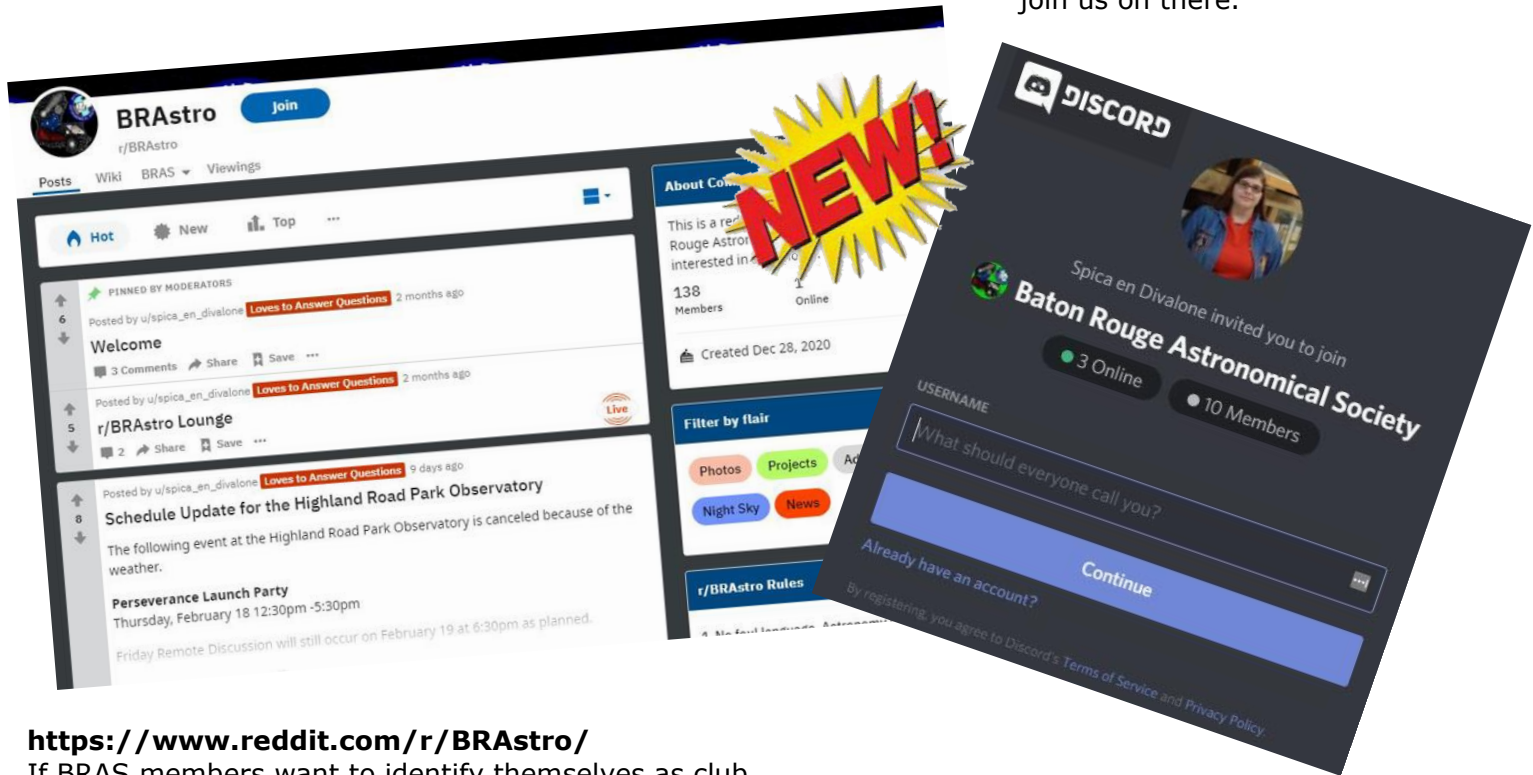 join us on there.
BRAstro
Join
r/BRAstro
Posts Wiki BRAS Viewings
Hot New Top ...
PINNED BY MODERATORS
6
Posted by u/spica_en_divalone Loves to Answer Questions 2 months ago
Welcome
3 Comments Share Save ...
Posted by u/spica_en_divalone Loves to Answer Questions 2 months ago
5
r/BRAstro Lounge
Live
2 Share Save ...
Posted by u/spica_en_divalone Loves to Answer Questions 9 days ago
8
Schedule Update for the Highland Road Park Observatory
The following event at the Highland Road Park Observatory is canceled because of the
weather.
Perseverance Launch Party
Thursday, February 18 12:30pm -5:30pm
Friday Remote Discussion will still occur on February 19 at 6:30pm as planned.
About
NEW!
This is a
Rouge
interested in
138 1
Members Online
Created Dec 28, 2020
Filter by flair
Photos Projects
Night Sky News
r/BRAstro Rules
1. No foul language.
DISCORD
Spica en Divalone invited you to join
Baton Rouge Astronomical Society
3 Online 10 Members
USERNAME
What should everyone call you?
Continue
Already have an account?
By registering, you agree to Discord's Terms of Service and Privacy Policy.
https://www.reddit.com/r/BRAstro/
If BRAS members want to identify themselves as club